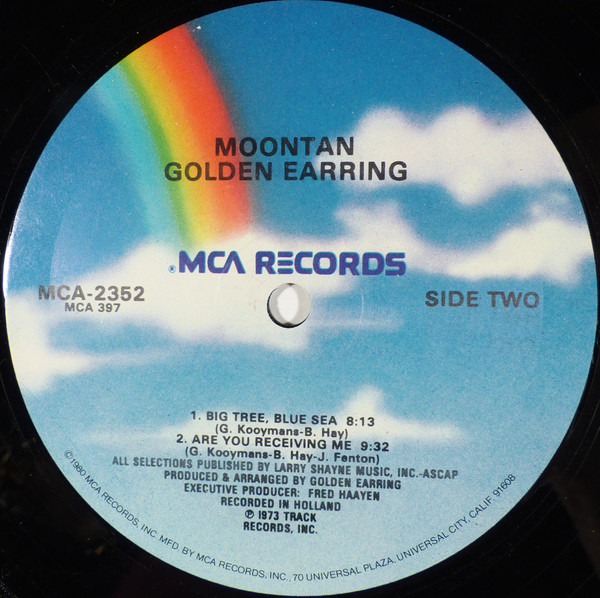 MOONTAN
GOLDEN EARRING
®MCA RECORDS
MCA-2352
MCA 397
SIDE TWO
1. BIG TREE, BLUE SEA 8:13
(G. Kooymans-B. Hay)
2. ARE YOU RECEIVING ME 9:32
(G. Kooymans-B. Hay-J. Fenton)
ALL SELECTIONS PUBLISHED BY LARRY SHAYNE MUSIC, INC.-ASCAP
PRODUCED & ARRANGED BY GOLDEN EARRING
EXECUTIVE PRODUCER: FRED HAAYEN
RECORDED IN HOLLAND
℗ 1973 TRACK
RECORDS, INC.
©1980 MCA RECORDS, INC. MFD. BY MCA RECORDS, INC., 70 UNIVERSAL PLAZA, UNIVERSAL CITY, CALIF. 91608